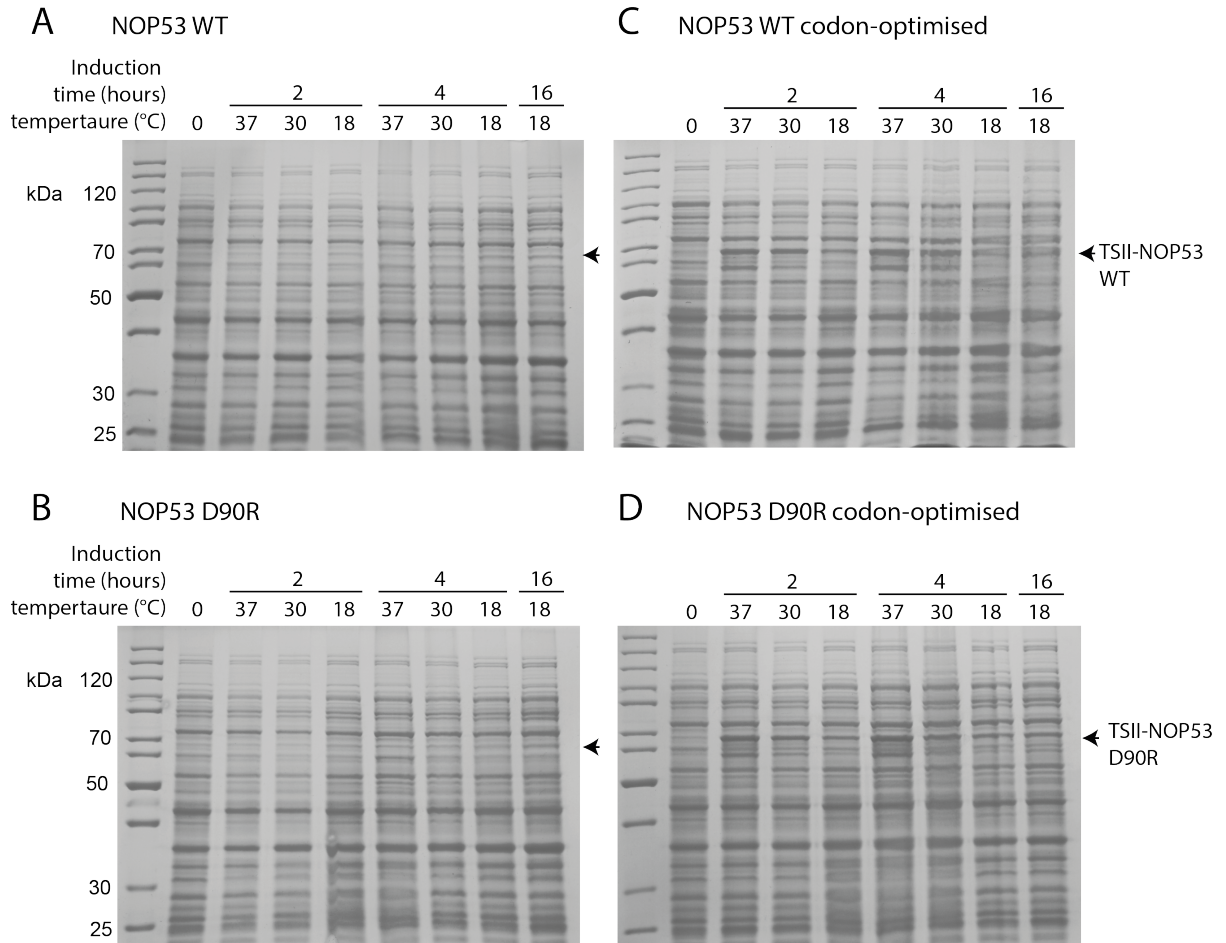 A NOP53 WT
Induction
time (hours) 2 4 16
tempertaure (°C) 0 37 30 18 37 30 18 18
kDa 120
70
50
30
25
C NOP53 WT codon-optimised
2 4 16
0 37 30 18 37 30 18 18
TSII-NOP53
WT
B NOP53 D90R
Induction
time (hours) 2 4 16
tempertaure (°C) 0 37 30 18 37 30 18 18
kDa 120
70
50
30
25
D NOP53 D90R codon-optimised
2 4 16
0 37 30 18 37 30 18 18
TSII-NOP53
D90R